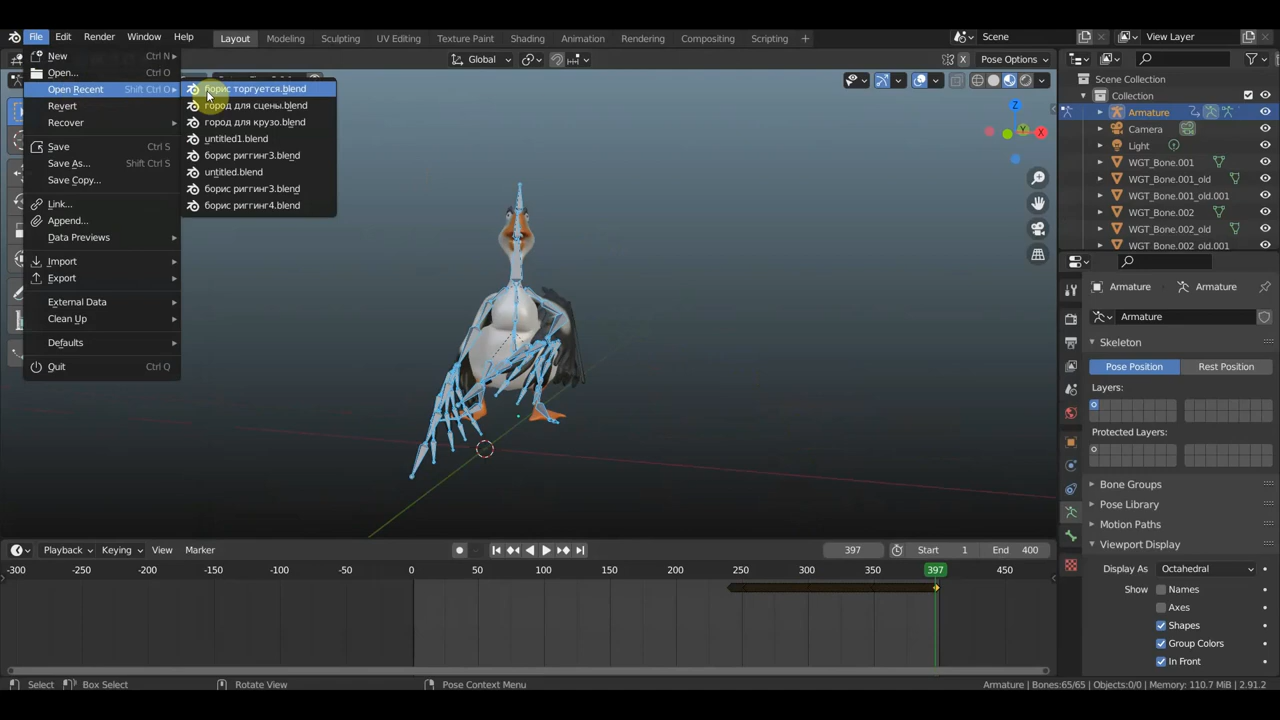 File Edit Render Window Help Layout Modeling Sculpting UV Editing Texture Paint Shading Animation Rendering Compositing Scripting + Scene View Layer
Global X Pose Options
New Ctrl N
Open... Ctrl O
Open Recent Shift Ctrl O
Revert
Recover
Save Ctrl S
Save As... Shift Ctrl S
Save Copy...
Link...
Append...
Data Previews
Import
Export
External Data
Clean Up
Defaults
Quit Ctrl Q
борис торгуется.blend
город для сцены.blend
город для крузо.blend
untitled1.blend
борис риггинг3.blend
untitled.blend
борис риггинг3.blend
борис риггинг4.blend
Z
Y
X
Scene Collection
Collection
Armature
Camera
Light
WGT_Bone.001
WGT_Bone.001_old
WGT_Bone.001_old.001
WGT_Bone.002
WGT_Bone.002_old
WGT_Bone.002_old.001
Armature Armature
Armature
Skeleton
Pose Position Rest Position
Layers:
Protected Layers:
Bone Groups
Pose Library
Motion Paths
Viewport Display
Display As Octahedral
Show Names
Axes
Shapes
Group Colors
In Front
Playback Keying View Marker 397 Start 1 End 400
-300 -250 -200 -150 -100 -50 0 50 100 150 200 250 300 350 397 450
Select Box Select Rotate View Pose Context Menu Armature | Bones:65/65 | Objects:0/0 | Memory: 110.7 MiB | 2.91.2